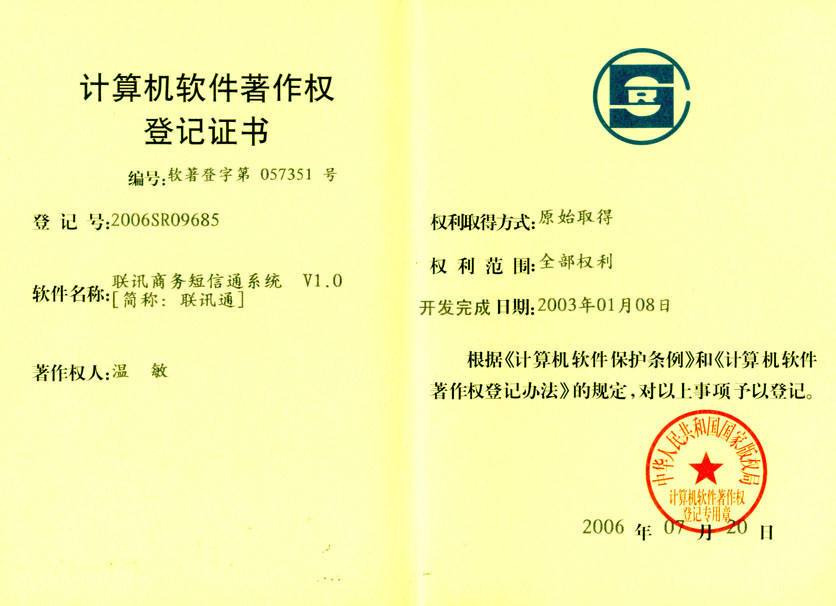 计算机软件著作权
登记证书
编号:软著登字第 057351 号
登记号:2006SR09685
软件名称:联讯商务短信通系统 V1.0
[简称: 联讯通]
著作权人:温 敏
R
权利取得方式:原始取得
权利范围:全部权利
开发完成日期:2003年01月08日
根据《计算机软件保护条例》和《计算机软件
著作权登记办法》的规定,对以上事项予以登记。
中华人民共和国国家版权局
计算机软件著作权
登记专用章
2006 年 07 月 20 日